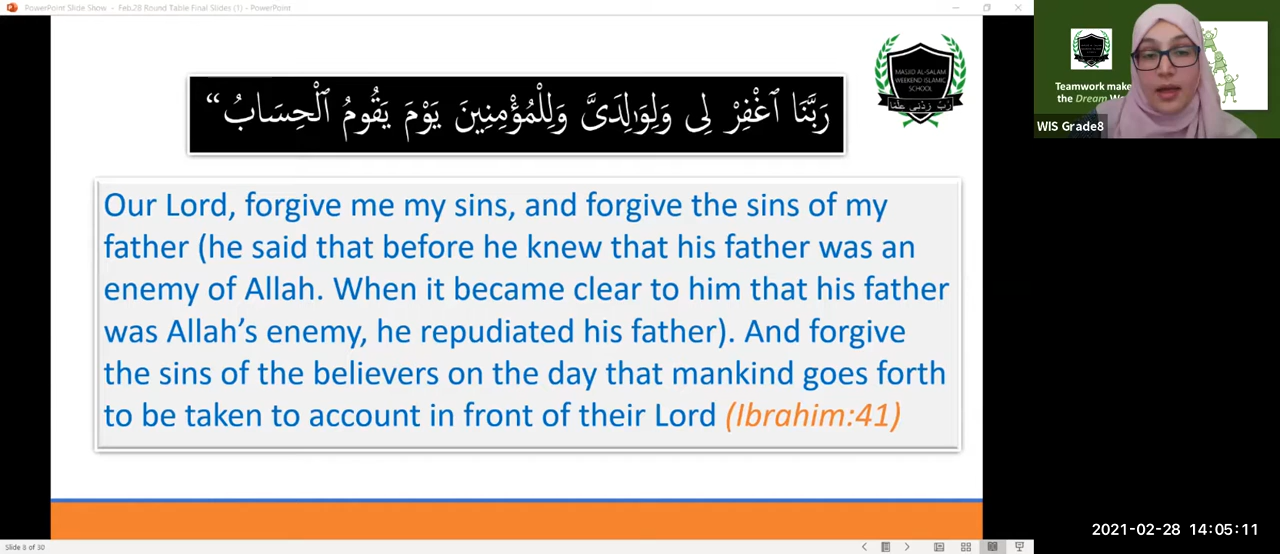 PowerPoint Slide Show - Feb.28 Round Table Final Slides (1) - PowerPoint
رَبَّنَا ٱغْفِرْ لِى وَلِوَٰلِدَىَّ وَلِلْمُؤْمِنِينَ يَوْمَ يَقُومُ ٱلْحِسَابُ “
MASJID AL-SALAM
WEEKEND ISLAMIC
SCHOOL
رَبِّ زِدْنِي عِلْمًا
Our Lord, forgive me my sins, and forgive the sins of my
father (he said that before he knew that his father was an
enemy of Allah. When it became clear to him that his father
was Allah’s enemy, he repudiated his father). And forgive
the sins of the believers on the day that mankind goes forth
to be taken to account in front of their Lord (Ibrahim:41)
Teamwork make
the Dream W
WIS Grade8
2021-02-28 14:05:11
Slide 8 of 30